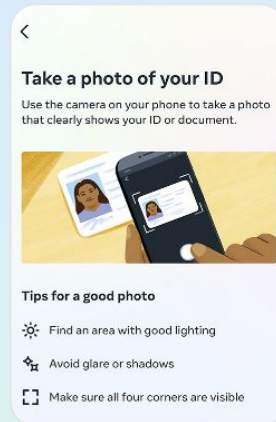 Take a photo of your ID
Use the camera on your phone to take a photo
that clearly shows your ID or document.
Tips for a good photo
Find an area with good lighting
Avoid glare or shadows
Make sure all four corners are visible